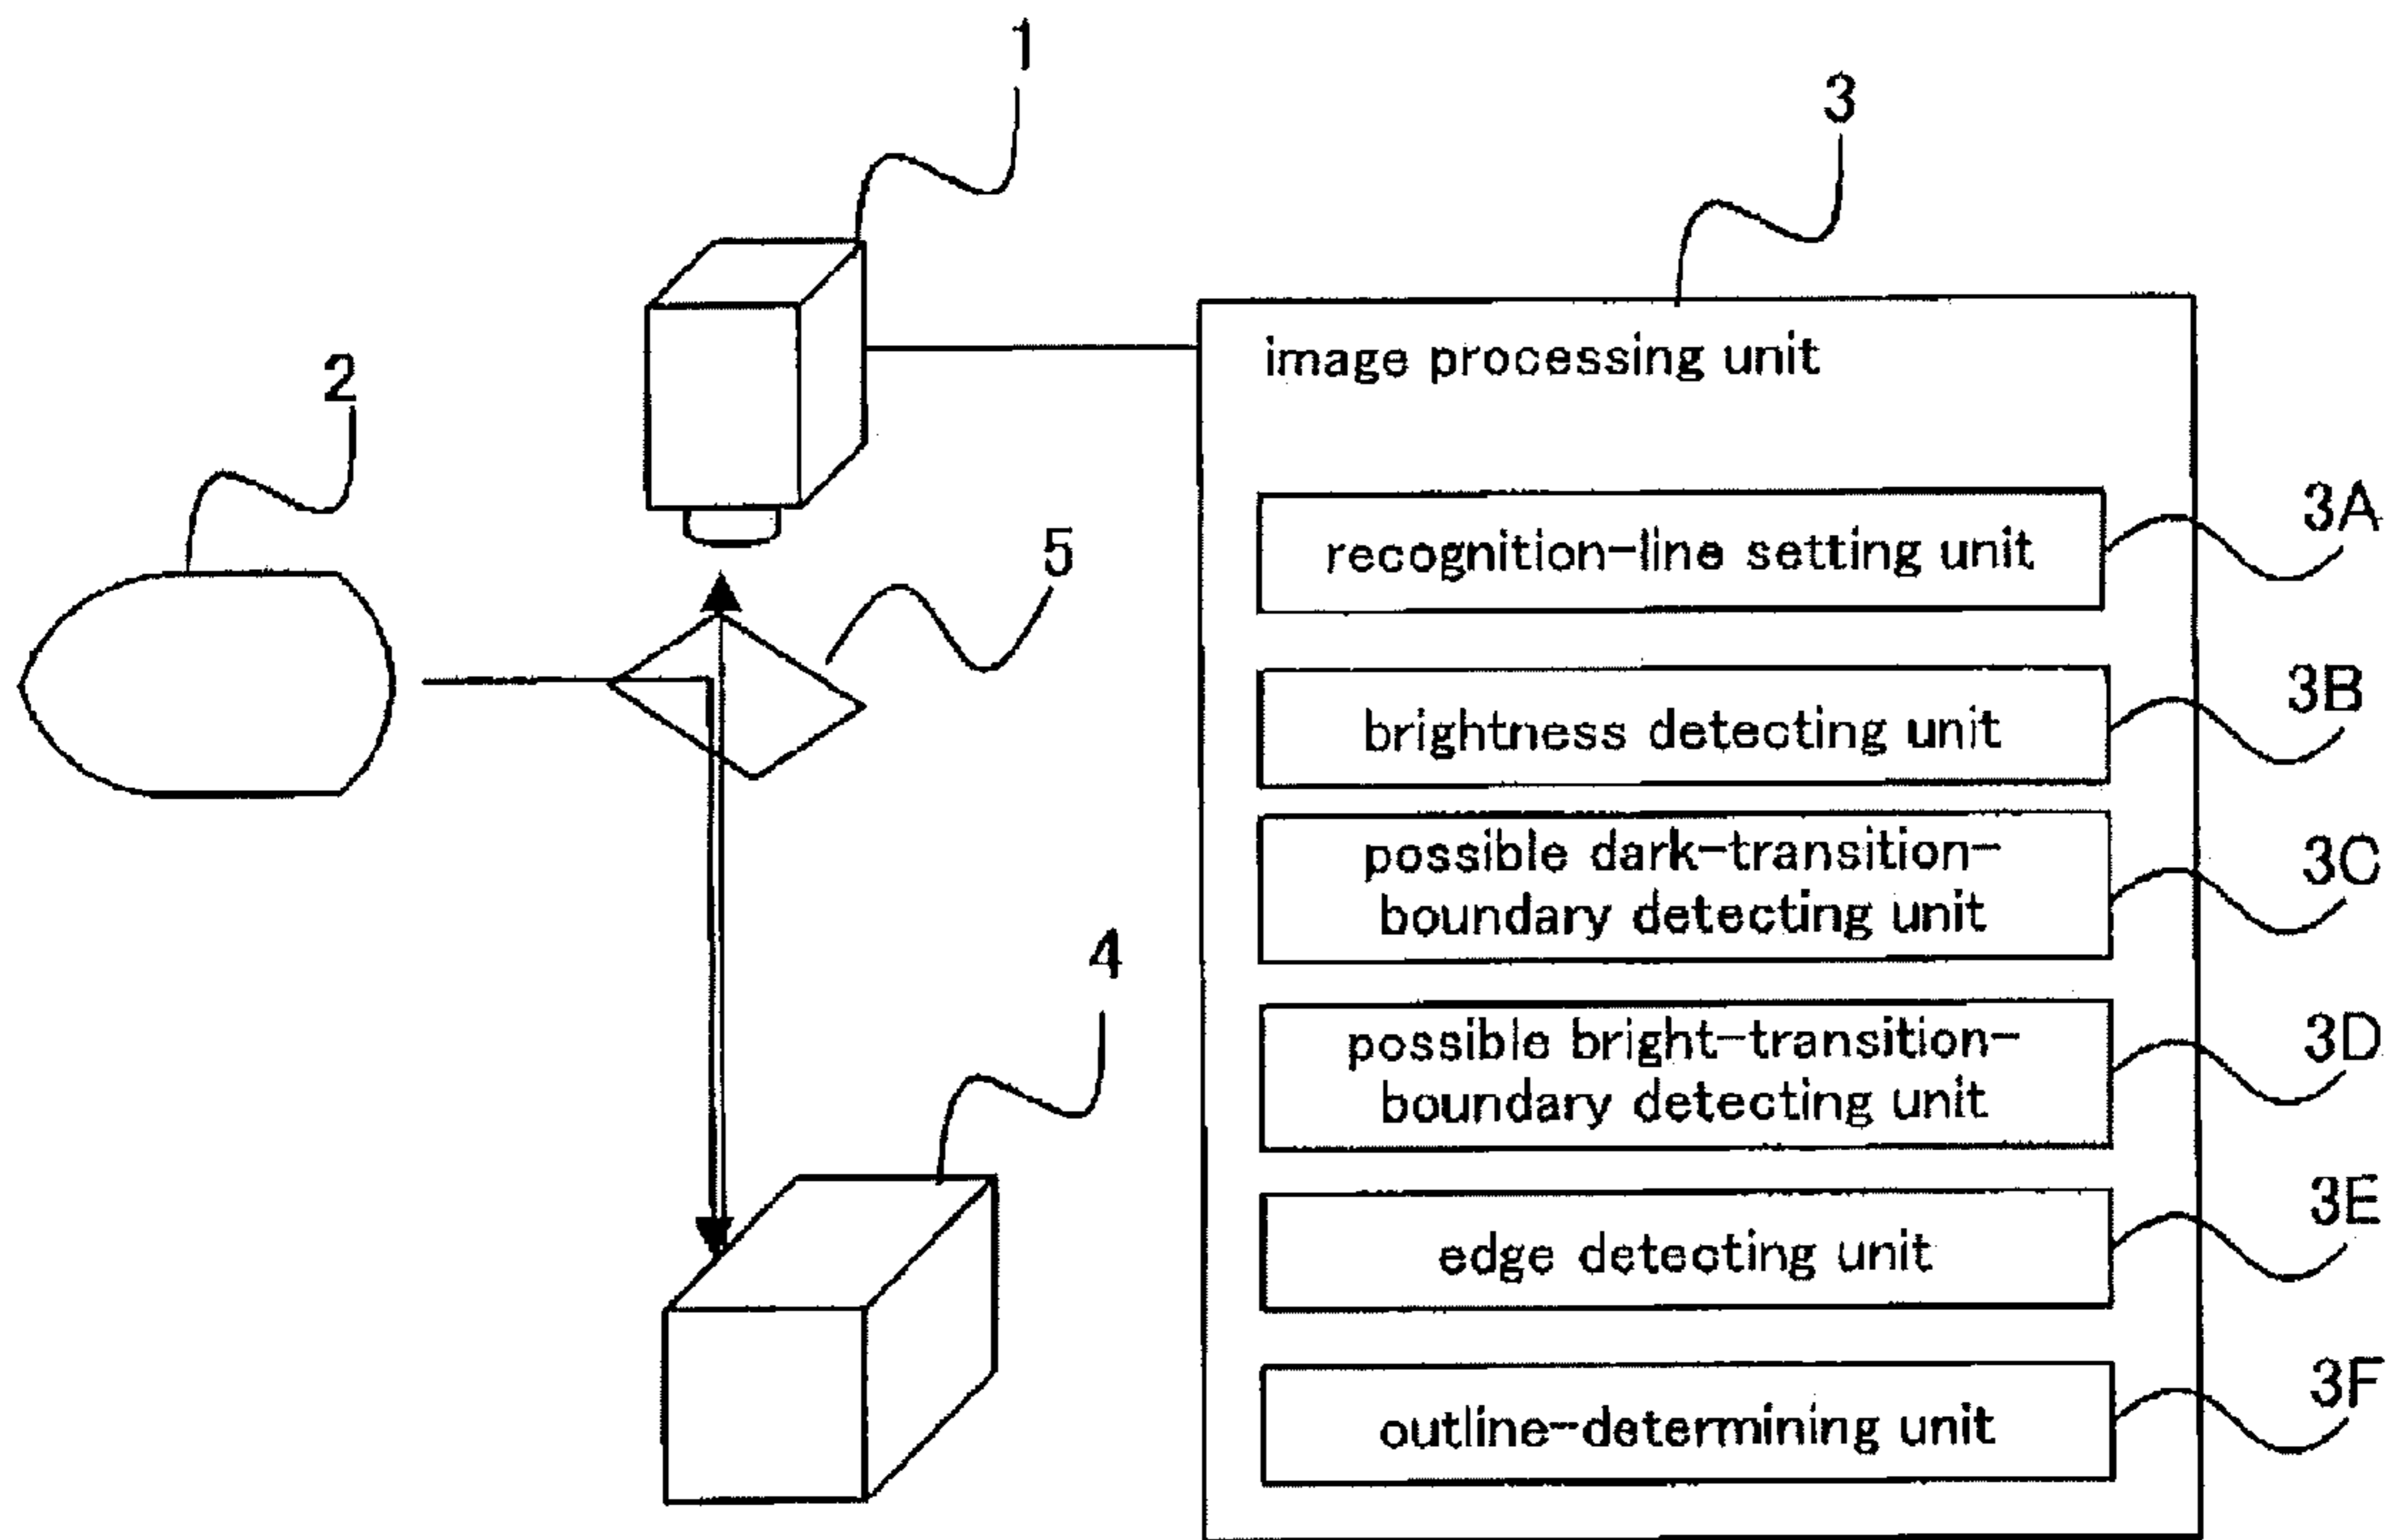 1
3
2
image processing unit
3A
recognition-line setting unit
5
3B
brightness detecting unit
3C
possible dark-transition-
boundary detecting unit
4
3D
possible bright-transition-
boundary detecting unit
3E
edge detecting unit
3F
outline-determining unit